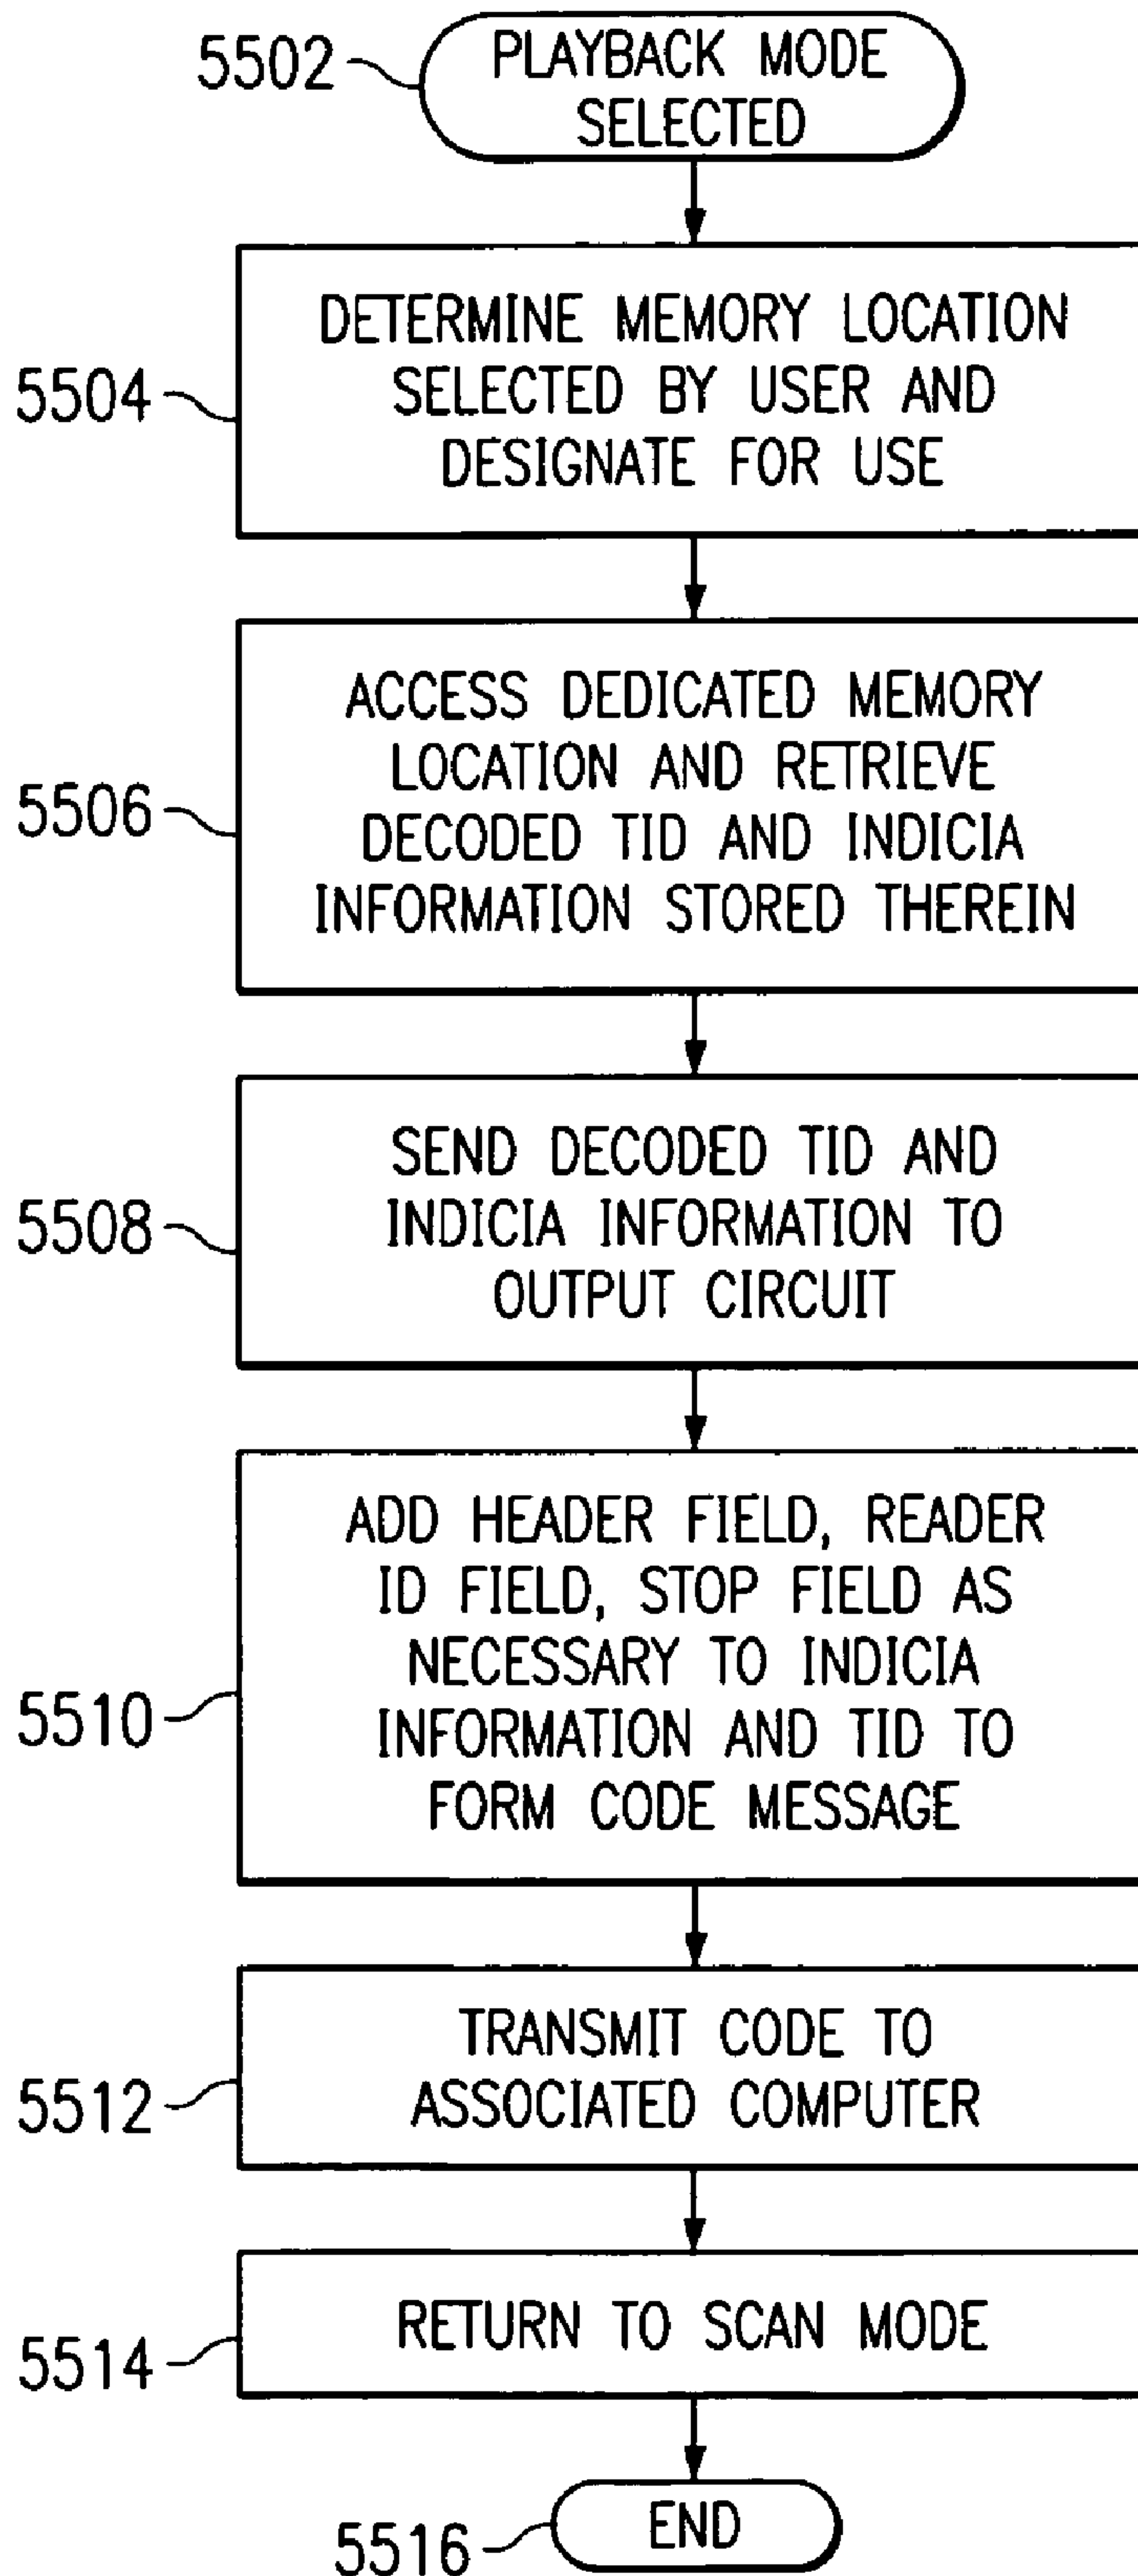 5502
PLAYBACK MODE
SELECTED
5504
DETERMINE MEMORY LOCATION
SELECTED BY USER AND
DESIGNATE FOR USE
5506
ACCESS DEDICATED MEMORY
LOCATION AND RETRIEVE
DECODED TID AND INDICIA
INFORMATION STORED THEREIN
5508
SEND DECODED TID AND
INDICIA INFORMATION TO
OUTPUT CIRCUIT
5510
ADD HEADER FIELD, READER
ID FIELD, STOP FIELD AS
NECESSARY TO INDICIA
INFORMATION AND TID TO
FORM CODE MESSAGE
5512
TRANSMIT CODE TO
ASSOCIATED COMPUTER
5514
RETURN TO SCAN MODE
5516
END